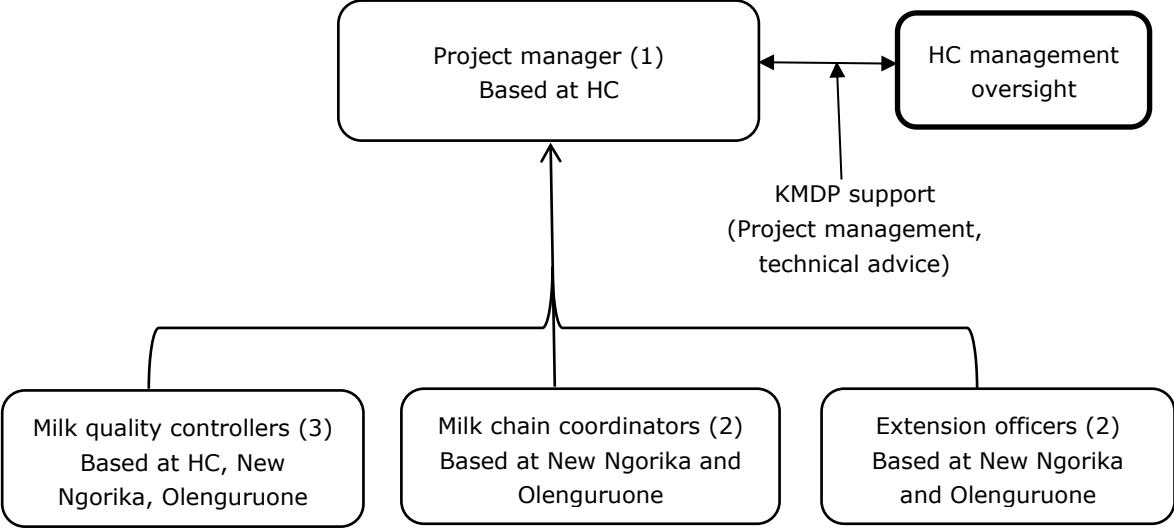 Project manager (1)
Based at HC
HC management
oversight
KMDP support
(Project management,
technical advice)
Milk quality controllers (3)
Based at HC, New
Ngorika, Olenguruone
Milk chain coordinators (2)
Based at New Ngorika and
Olenguruone
Extension officers (2)
Based at New Ngorika
and Olenguruone